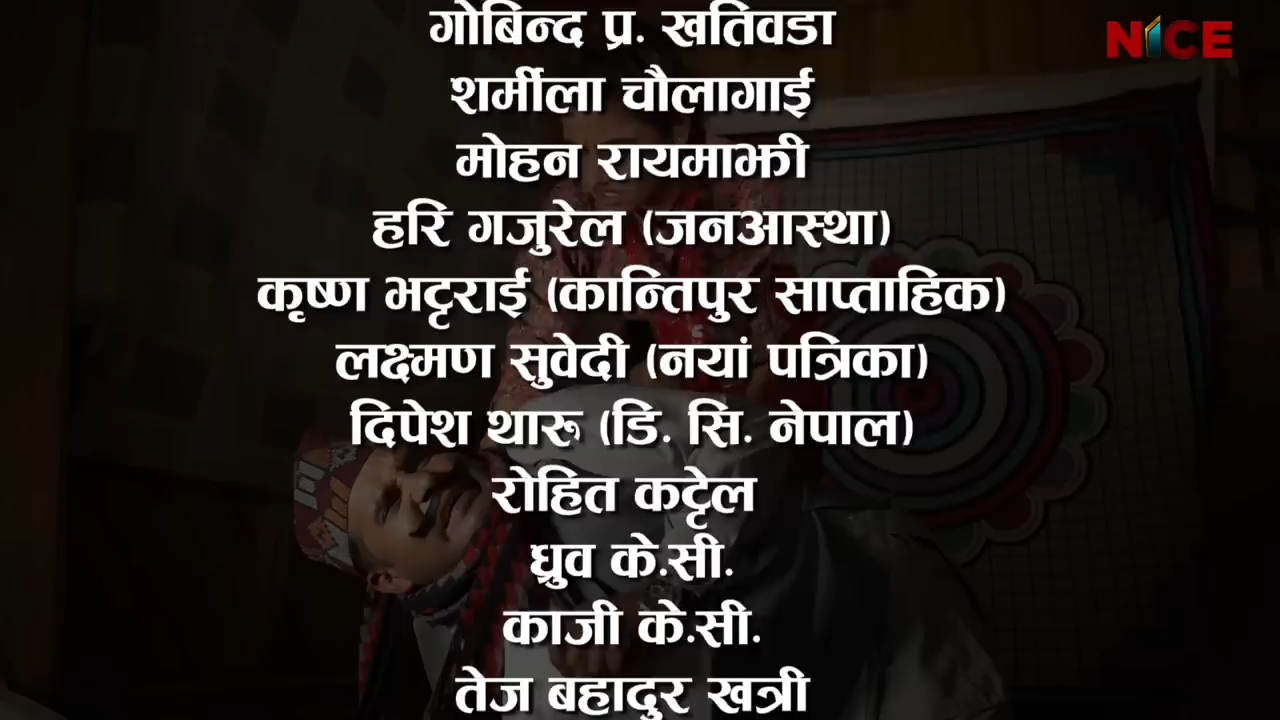 NICE
गोबिन्द प्र. खतिवडा
शर्मीला चौलागाई
मोहन रायमाझी
हरि गजुरेल (जनआस्था)
कृष्ण भट्टराई (कान्तिपुर साप्ताहिक)
लक्ष्मण सुवेदी (नयां पत्रिका)
दिपेश थारू (डि. सि. नेपाल)
रोहित कट्टेल
ध्रुव के.सी.
काजी के.सी.
तेज बहादुर खत्री